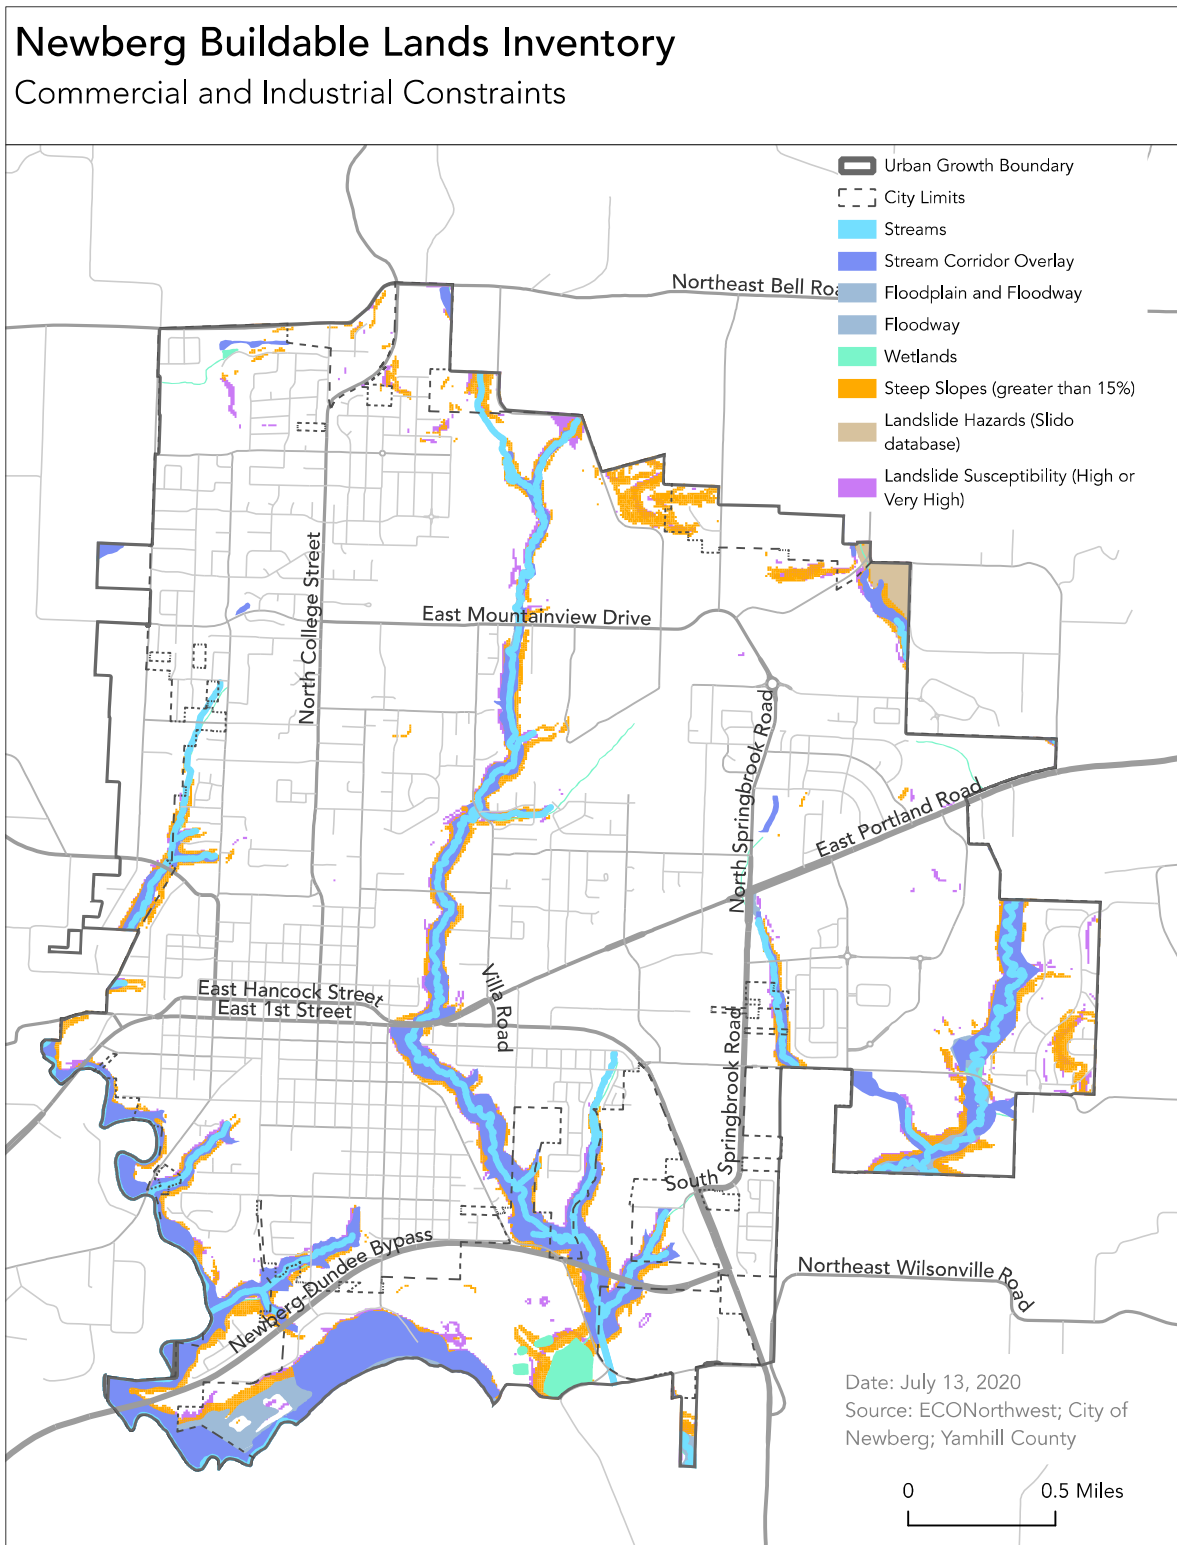 Newberg Buildable Lands Inventory
Commercial and Industrial Constraints
Urban Growth Boundary
City Limits
Streams
Stream Corridor Overlay
Floodplain and Floodway
Floodway
Wetlands
Steep Slopes (greater than 15%)
Landslide Hazards (Slido
database)
Landslide Susceptibility (High or
Very High)
Northeast Bell Roa
North College Street
East Mountainview Drive
North Springbrook Road
East Portland Road
Villa Road
East Hancock Street
East 1st Street
South Springbrook Road
Newberg-Dundee Bypass
Northeast Wilsonville Road
Date: July 13, 2020
Source: ECONorthwest; City of
Newberg; Yamhill County
0 0.5 Miles